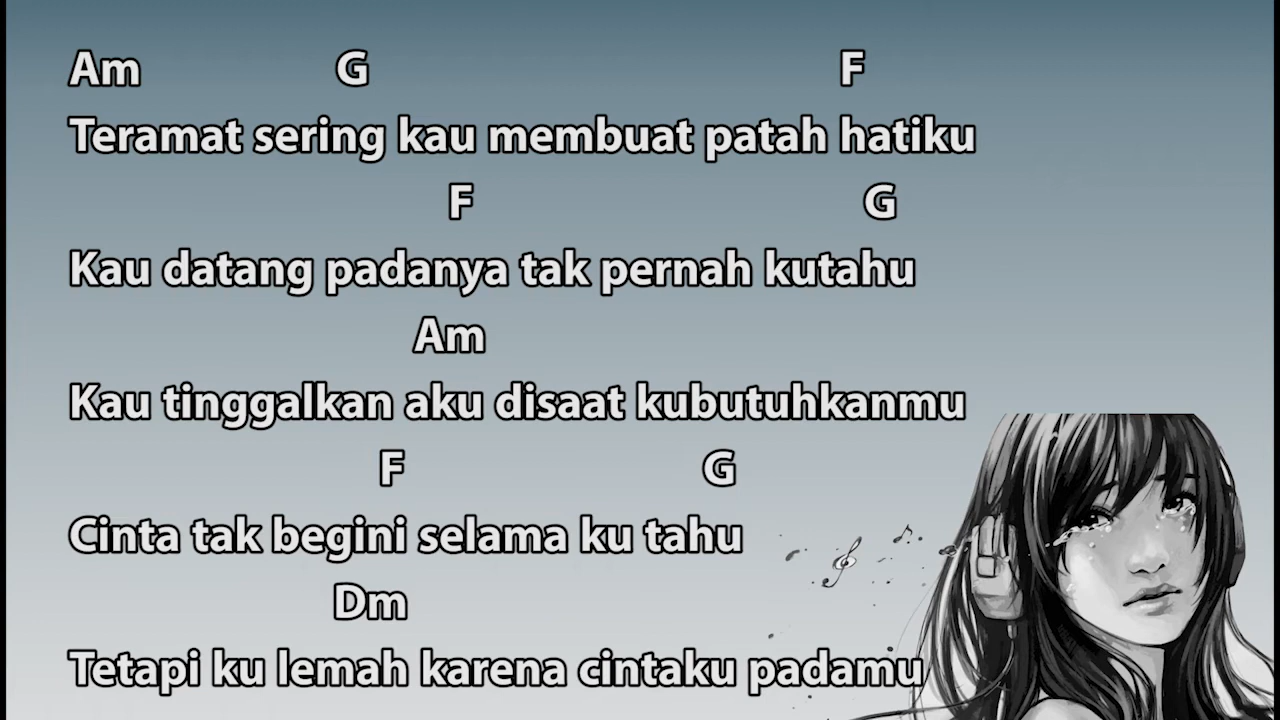 Am G F
Teramat sering kau membuat patah hatiku
F G
Kau datang padanya tak pernah kutahu
Am
Kau tinggalkan aku disaat kubutuhkanmu
F G
Cinta tak begini selama ku tahu
Dm
Tetapi ku lemah karena cintaku padamu